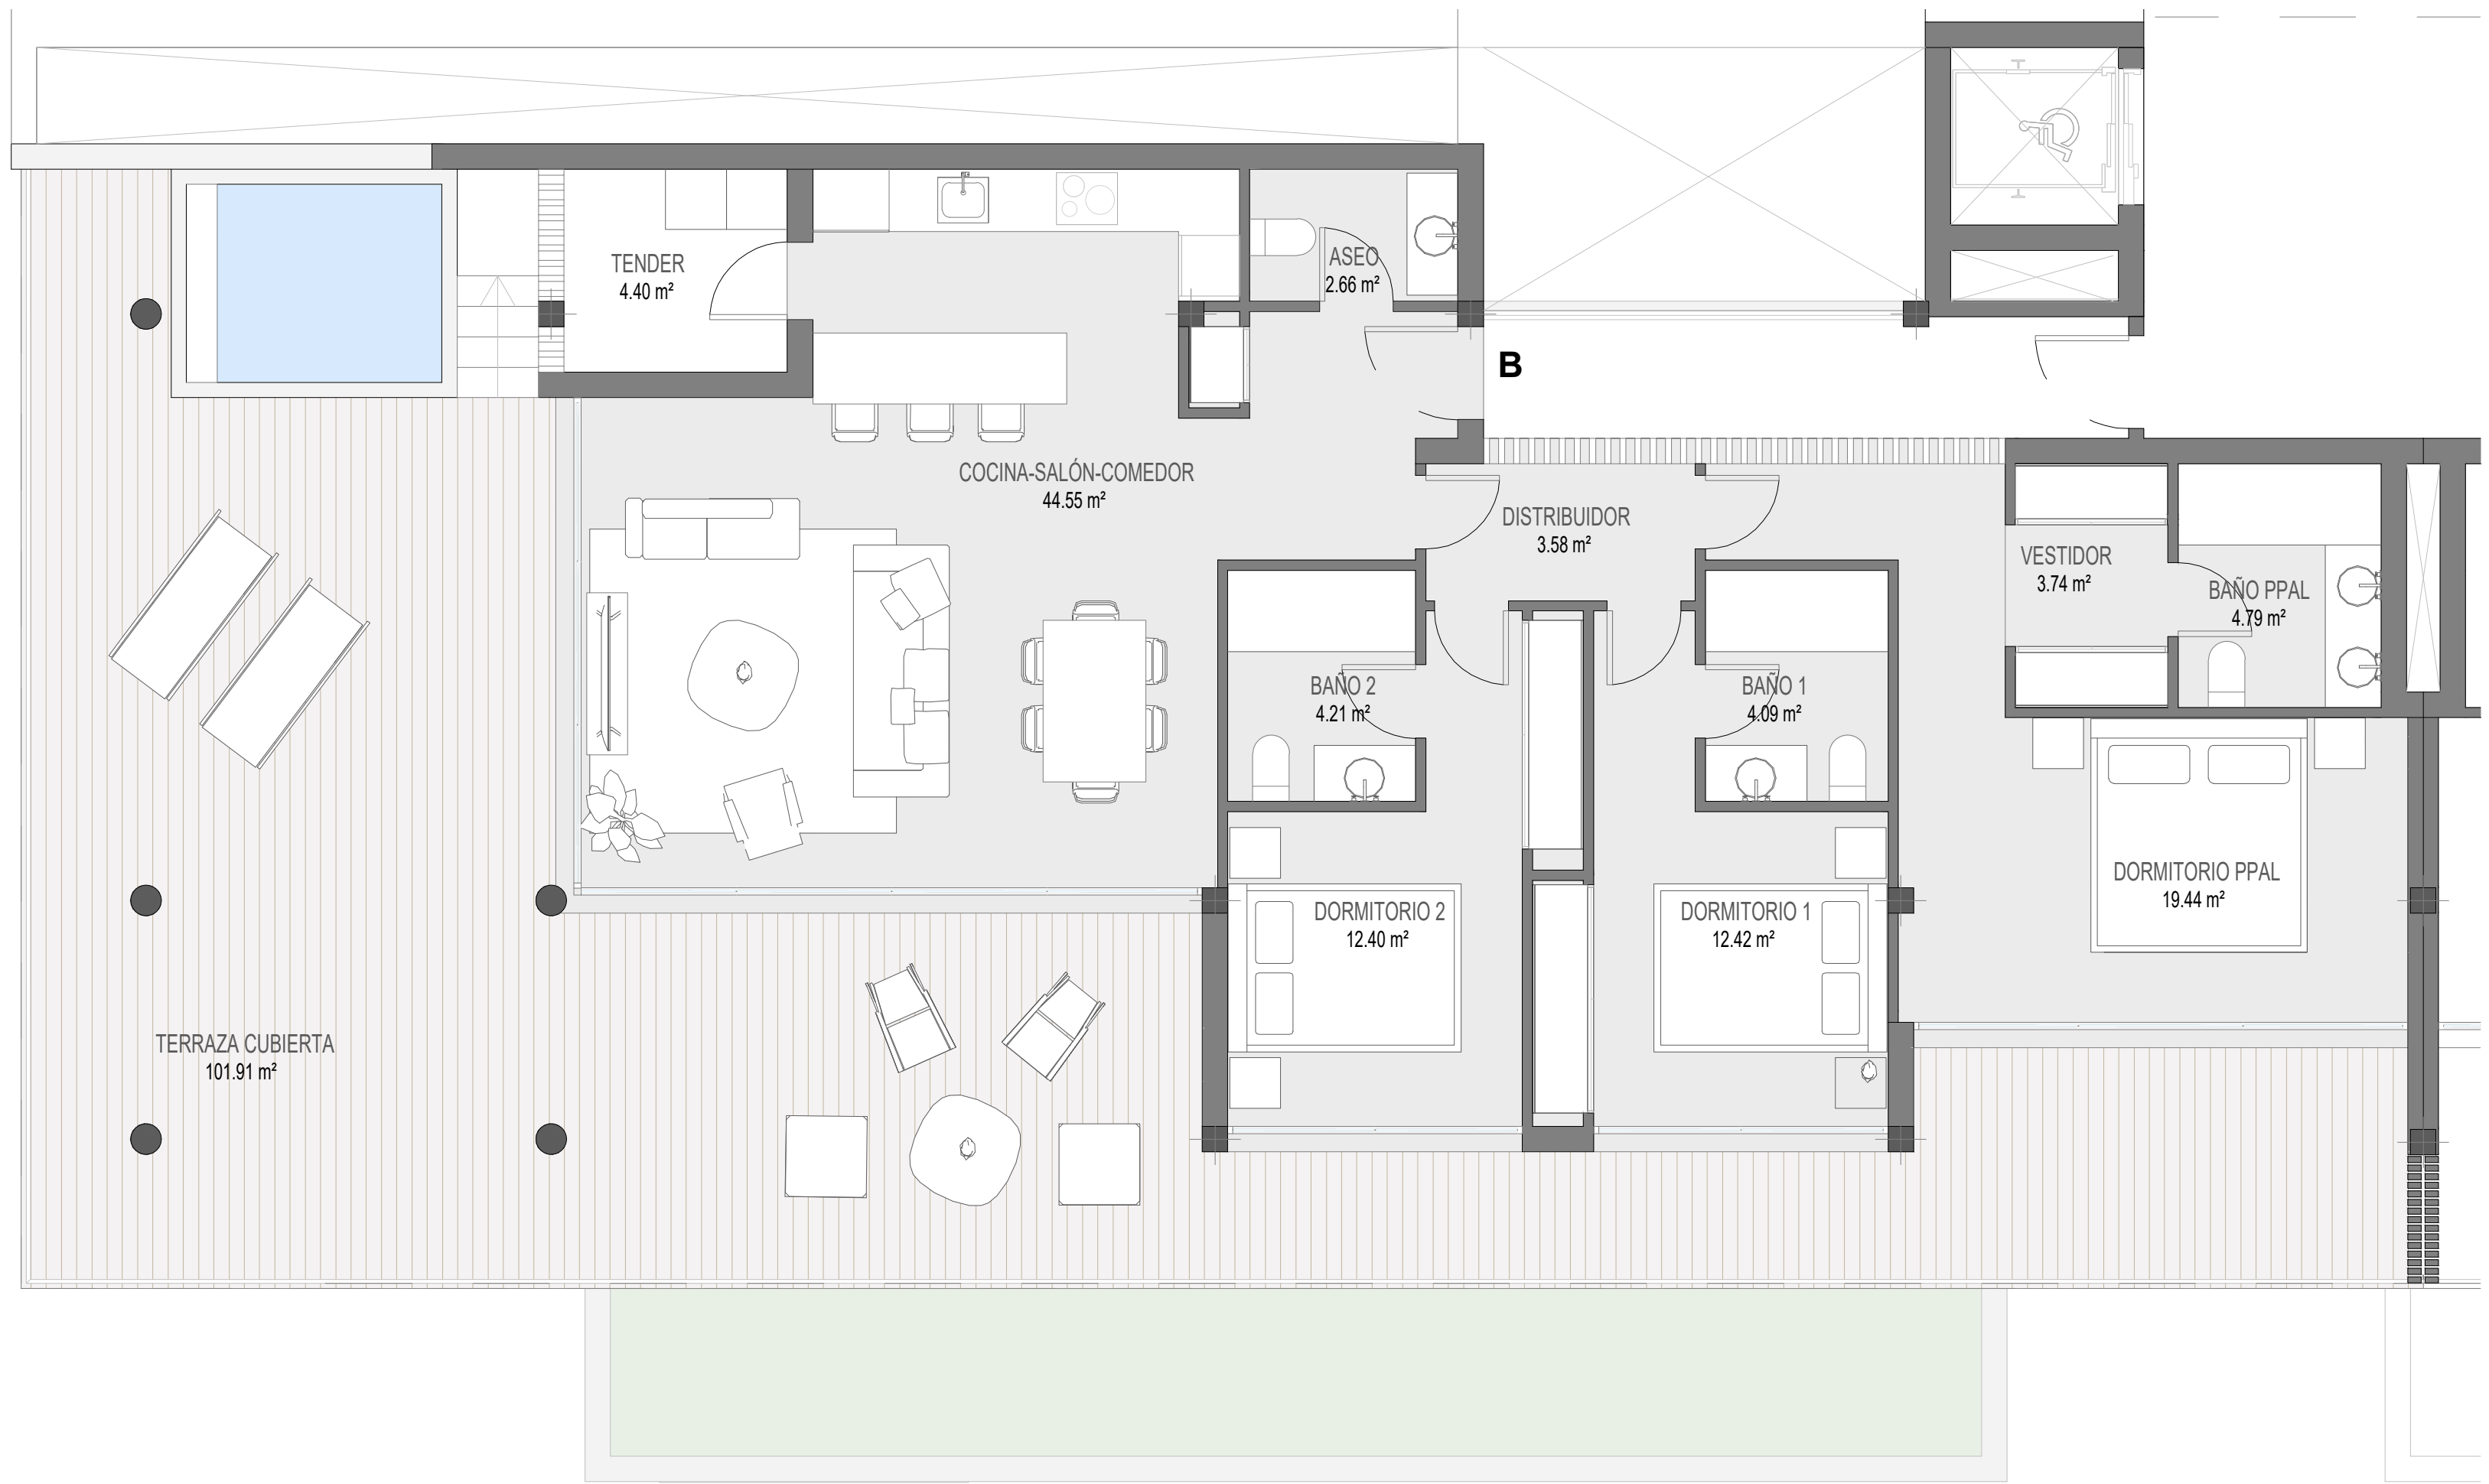 TENDER
4.40 m²
ASEO
2.66 m²
B
COCINA-SALÓN-COMEDOR
44.55 m²
DISTRIBUIDOR
3.58 m²
VESTIDOR
3.74 m²
BAÑO PPAL
4.79 m²
BAÑO 2
4.21 m²
BAÑO 1
4.09 m²
DORMITORIO PPAL
19.44 m²
DORMITORIO 2
12.40 m²
DORMITORIO 1
12.42 m²
TERRAZA CUBIERTA
101.91 m²